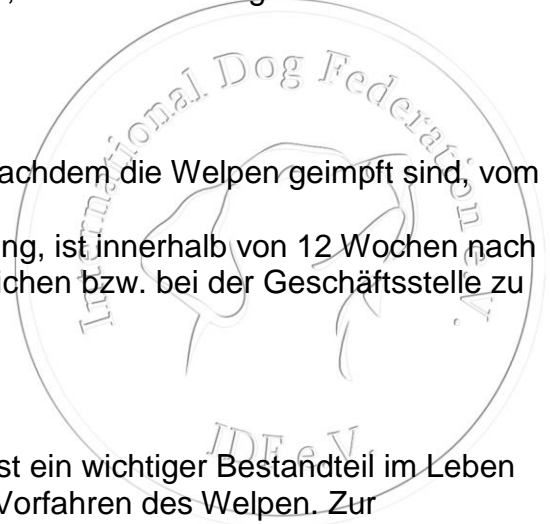 International Dog Federation e.V.
achdem die Welpen geimpft sind, vom
ng, ist innerhalb von 12 Wochen nach
ichen bzw. bei der Geschäftsstelle zu
IDF e.V.
st ein wichtiger Bestandteil im Leben
Vorfahren des Welpen. Zur